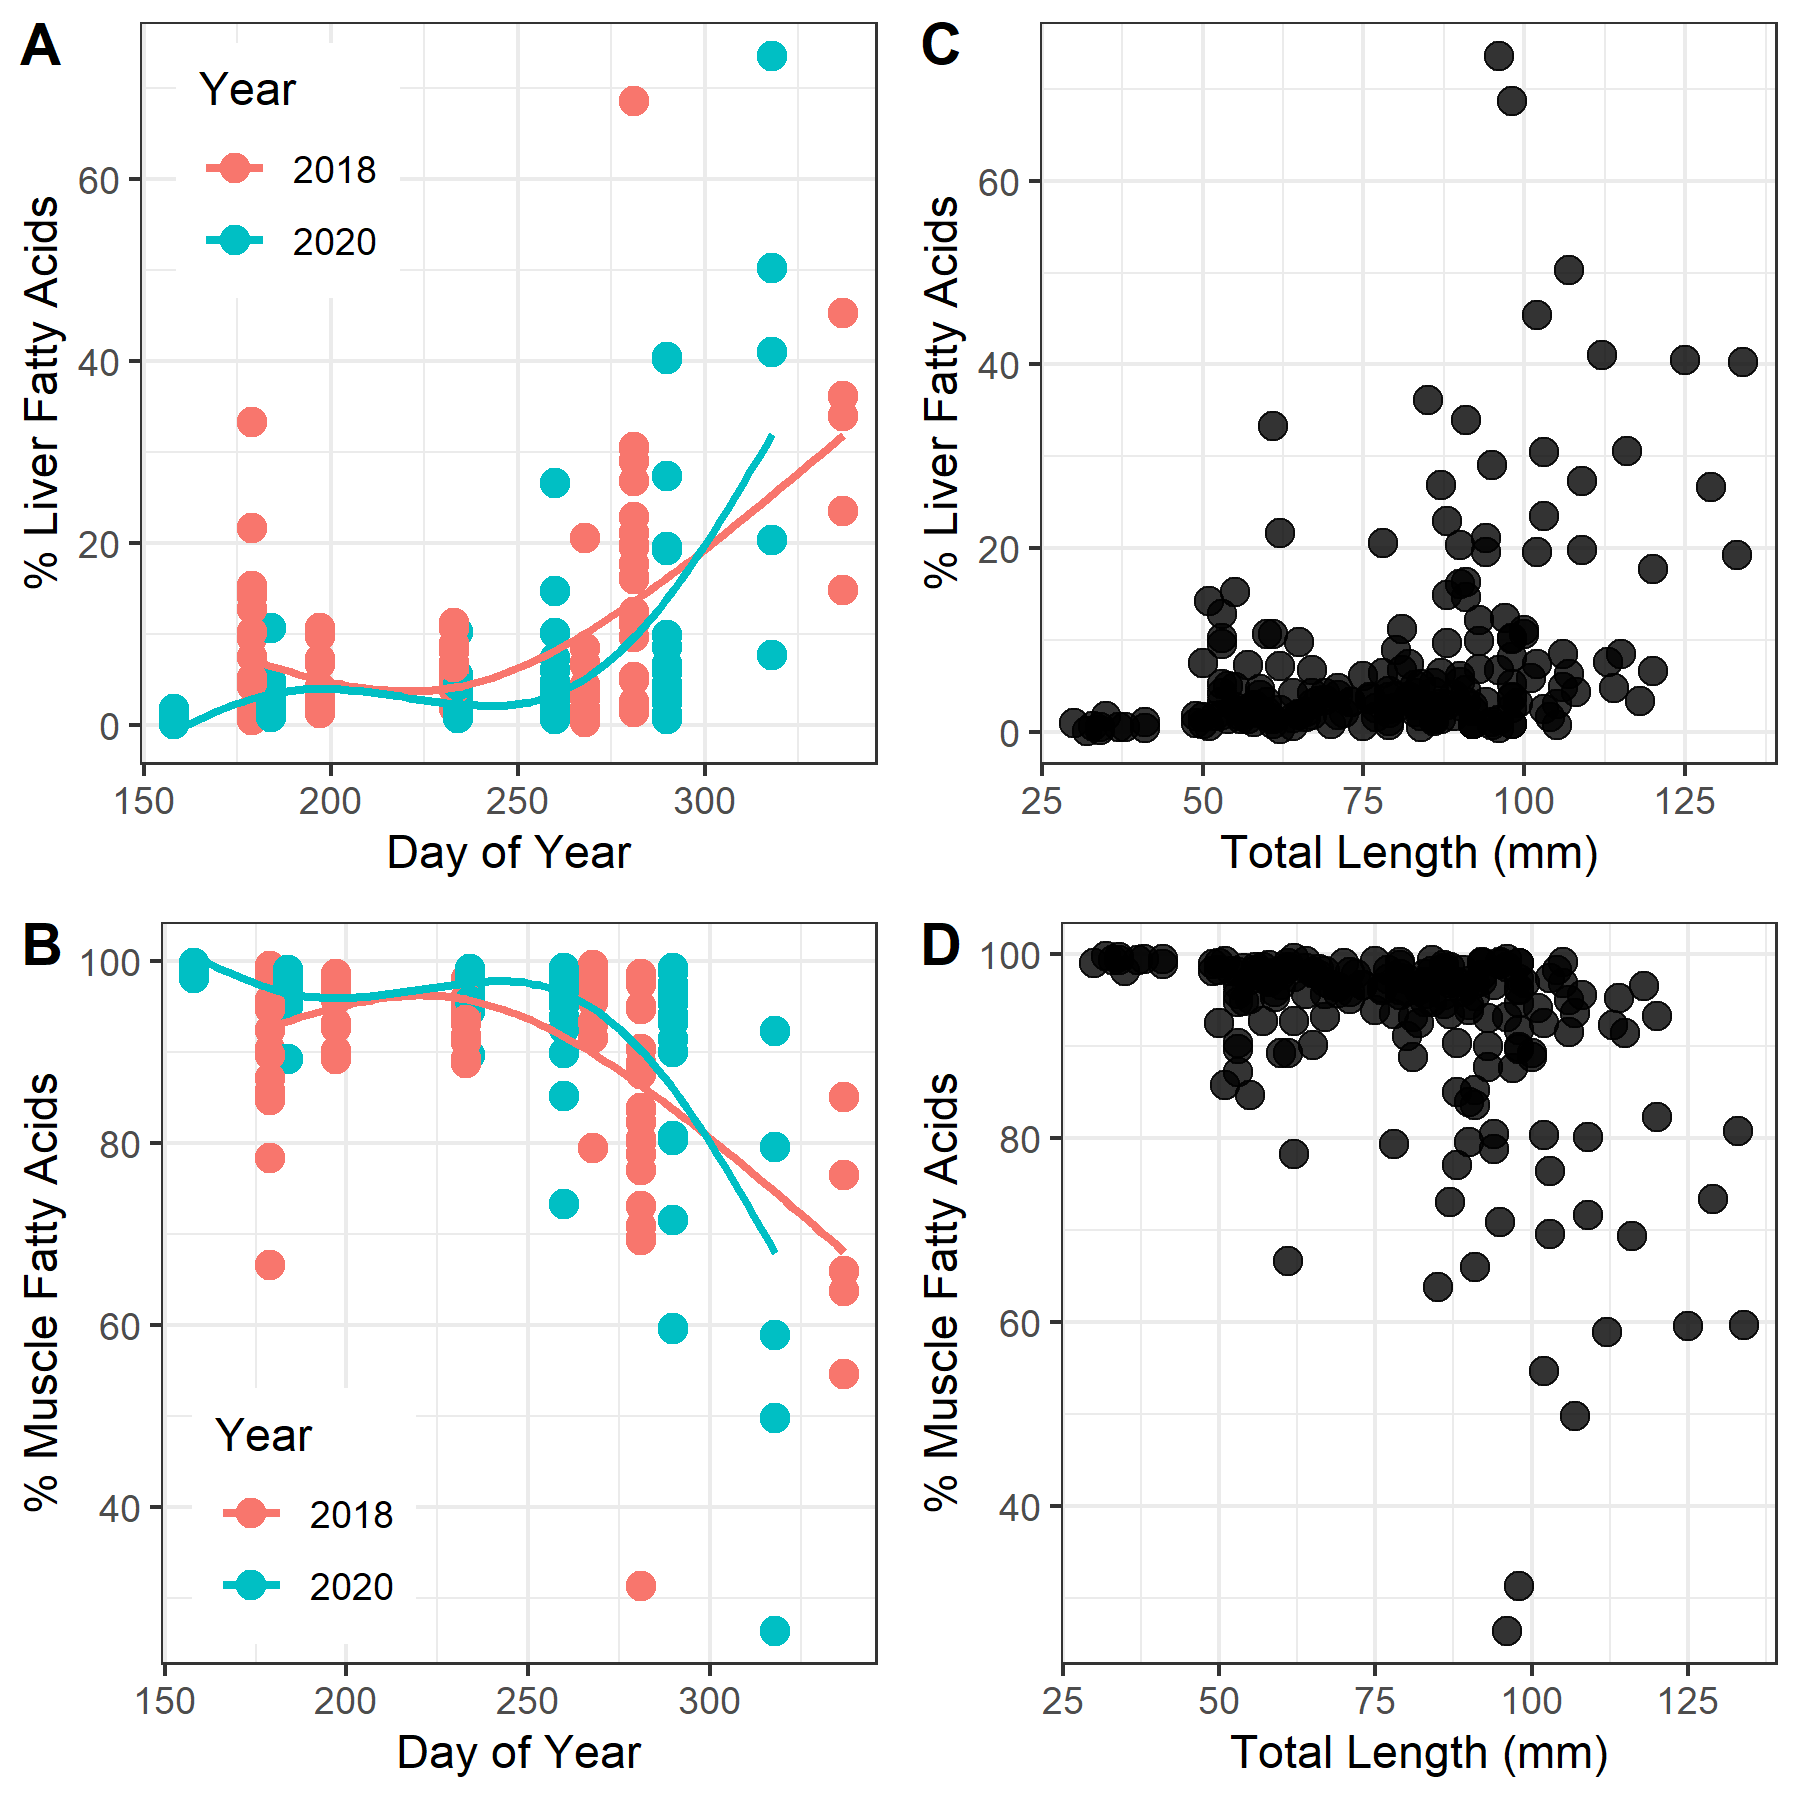 A
% Liver Fatty Acids
60
40
20
0
Year
2018
2020
150 200 250 300
Day of Year
C
% Liver Fatty Acids
60
40
20
0
25 50 75 100 125
Total Length (mm)
B
% Muscle Fatty Acids
100
80
60
40
Year
2018
2020
150 200 250 300
Day of Year
D
% Muscle Fatty Acids
100
80
60
40
25 50 75 100 125
Total Length (mm)